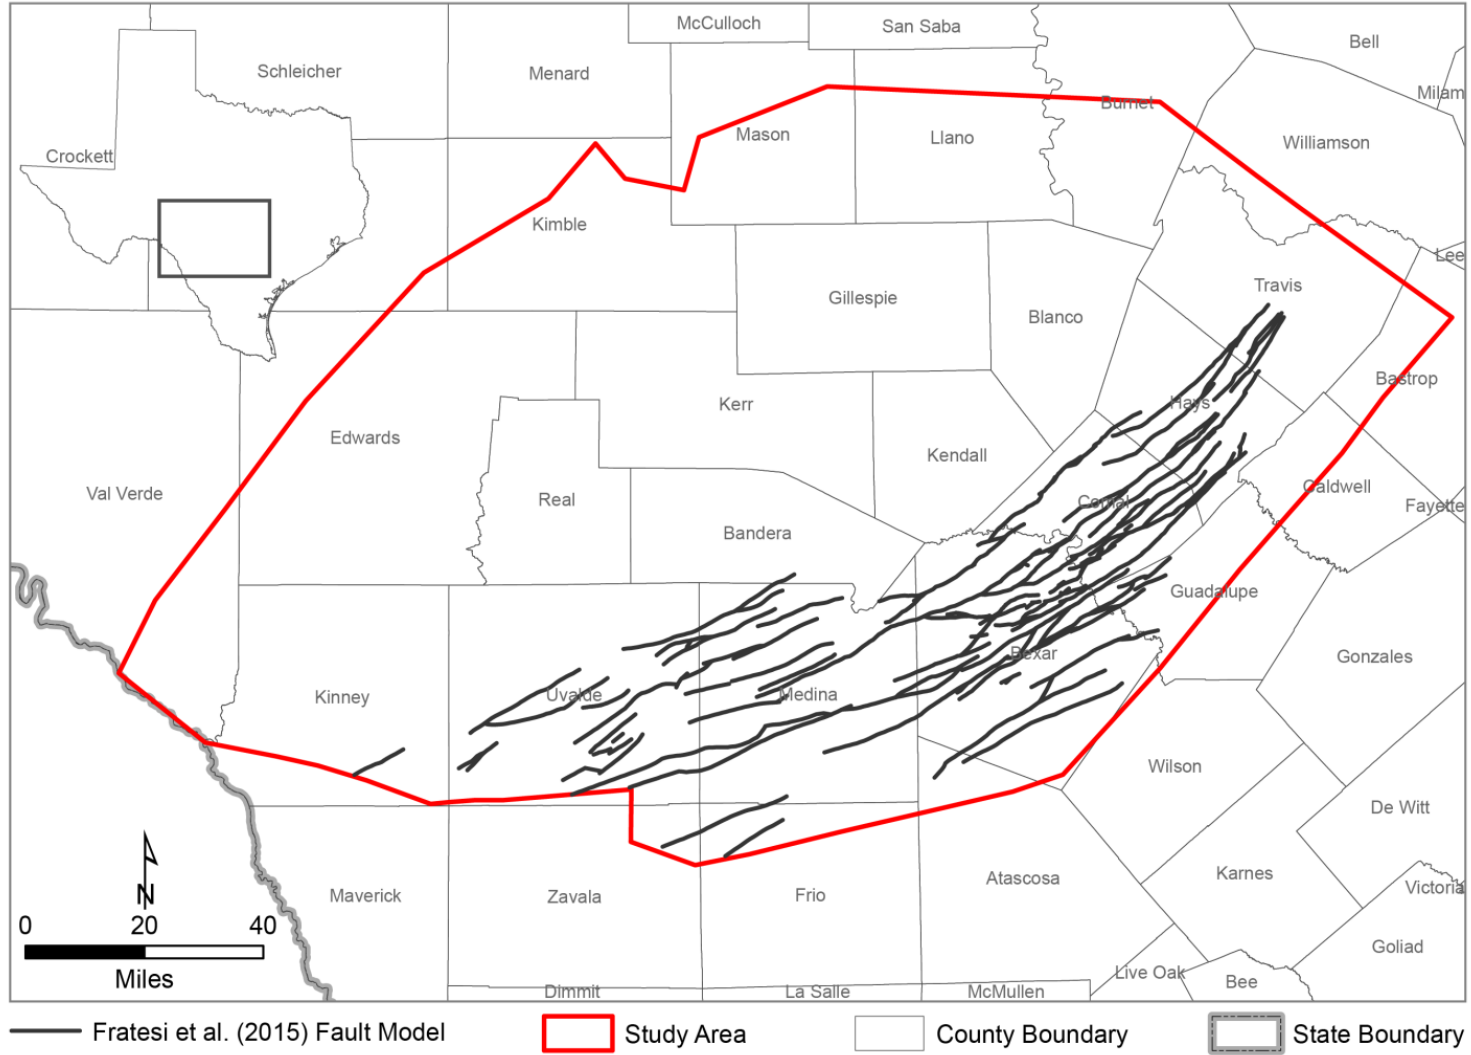 McCulloch
San Saba
Bell
Schleicher
Menard
Milam
Burnet
Mason
Llano
Williamson
Crockett
Kimble
Lee
Travis
Gillespie
Blanco
Bastrop
Kerr
Hays
Edwards
Kendall
Val Verde
Real
Caldwell
Comal
Fayette
Bandera
Guadalupe
Bexar
Gonzales
Kinney
Uvalde
Medina
Wilson
De Witt
Karnes
Atascosa
Victoria
N
Maverick
Zavala
Frio
Goliad
0 20 40
Miles
Live Oak
Bee
Dimmit
La Salle
McMullen
Fratesi et al. (2015) Fault Model
Study Area
County Boundary
State Boundary